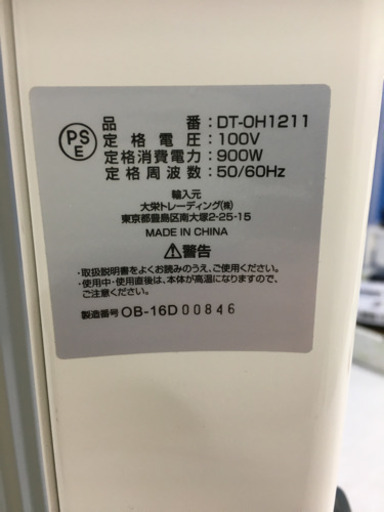 PSE
品番:DT-OH1211
定格電圧:100V
定格消費電力:900W
定格周波数:50/60Hz
輸入元
大栄トレーディング(株)
東京都豊島区南大塚2-25-15
MADE IN CHINA
⚠警告
・取扱説明書をよくお読みのうえ、ご使用ください。
・使用中・使用直後は、本体が高温になりますので、
ご注意ください。
製造番号 OB-16D00846